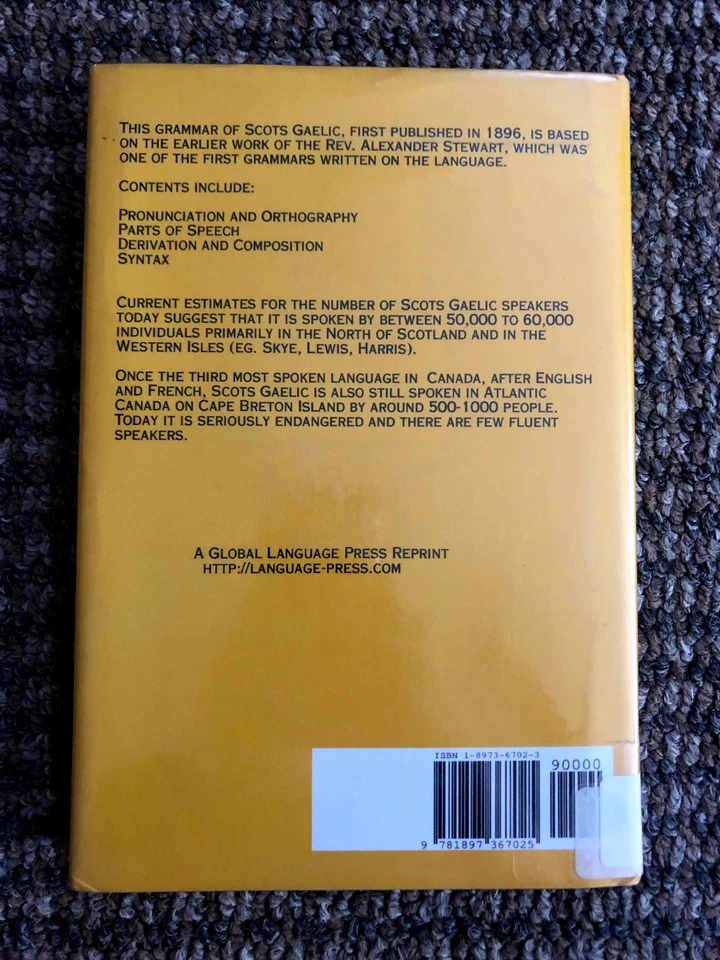 This grammar of Scots Gaelic, first published in 1896, is based
on the earlier work of the Rev. Alexander Stewart, which was
one of the first grammars written on the language.
Contents include:
Pronunciation and Orthography
Parts of Speech
Derivation and Composition
Syntax
Current estimates for the number of Scots Gaelic speakers
today suggest that it is spoken by between 50,000 to 60,000
individuals primarily in the North of Scotland and in the
Western Isles (eg. Skye, Lewis, Harris).
Once the third most spoken language in Canada, after English
and French, Scots Gaelic is also still spoken in Atlantic
Canada on Cape Breton Island by around 500-1000 people.
Today it is seriously endangered and there are few fluent
speakers.
A Global Language Press Reprint
http://language-press.com
ISBN 1-8973-6702-3
90000
9 781897 367025